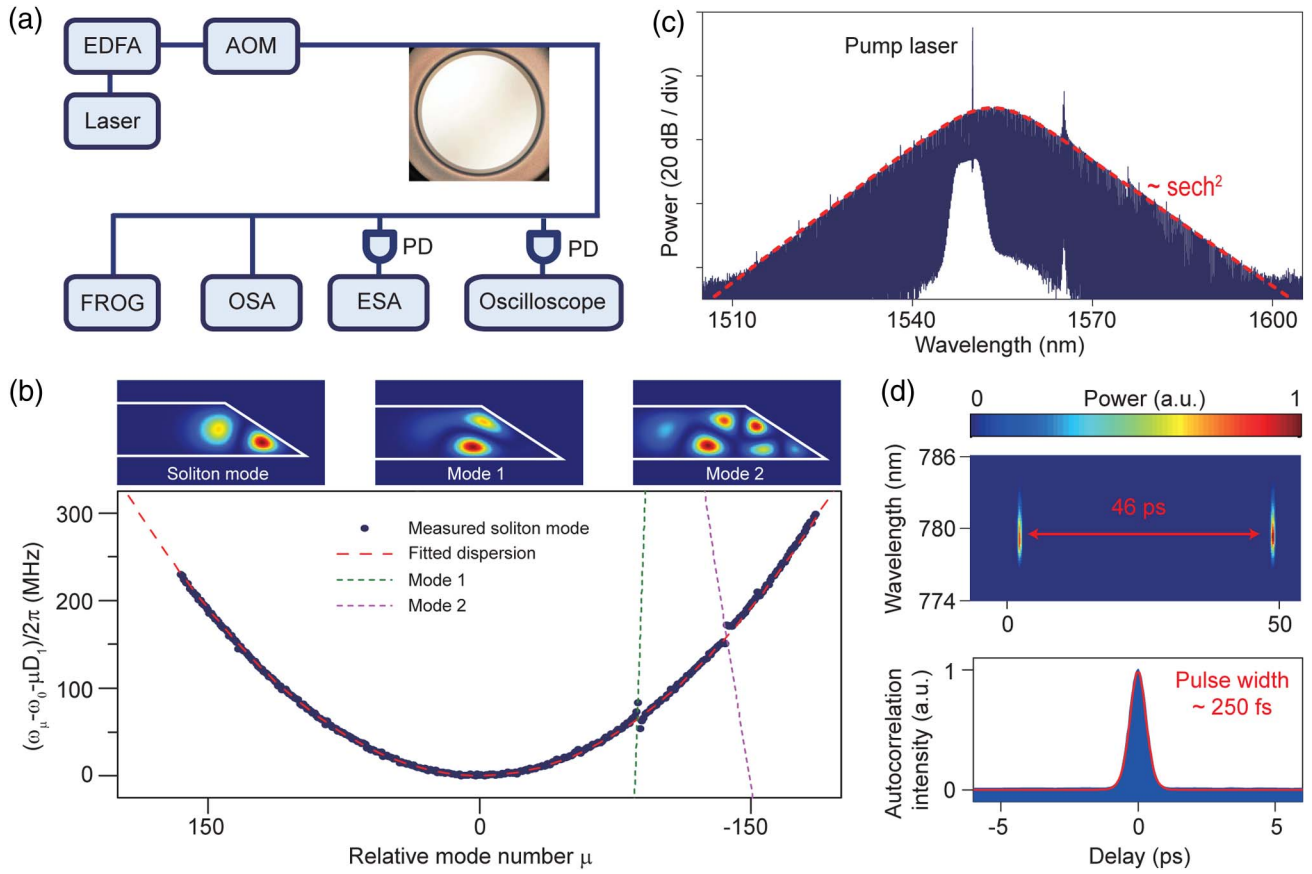 (a)
EDFA
AOM
Laser
PD
PD
FROG
OSA
ESA
Oscilloscope
(c)
Pump laser
~ sech²
Power (20 dB / div)
1510
1540
1570
1600
Wavelength (nm)
(b)
Soliton mode
Mode 1
Mode 2
Measured soliton mode
Fitted dispersion
Mode 1
Mode 2
(ω_μ-ω₀-μD₁)/2π (MHz)
300
200
100
0
150
0
-150
Relative mode number μ
(d)
0
Power (a.u.)
1
Wavelength (nm)
786
780
774
46 ps
0
50
Autocorrelation
intensity (a.u.)
1
0
Pulse width
~ 250 fs
-5
0
5
Delay (ps)